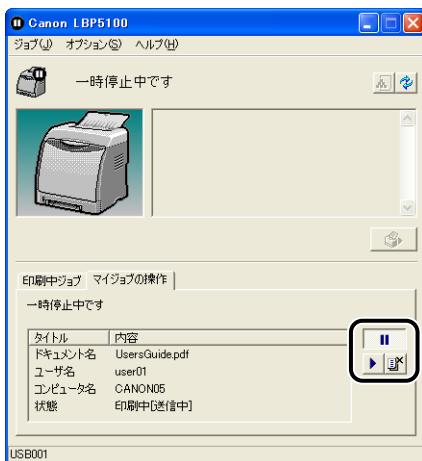 Canon LBP5100
ジョブ(J) オプション(S) ヘルプ(H)
一時停止中です
印刷中ジョブ マイジョブの操作
一時停止中です
タイトル 内容
ドキュメント名 UsersGuide.pdf
ユーザ名 user01
コンピュータ名 CANON05
状態 印刷中[送信中]
USB001